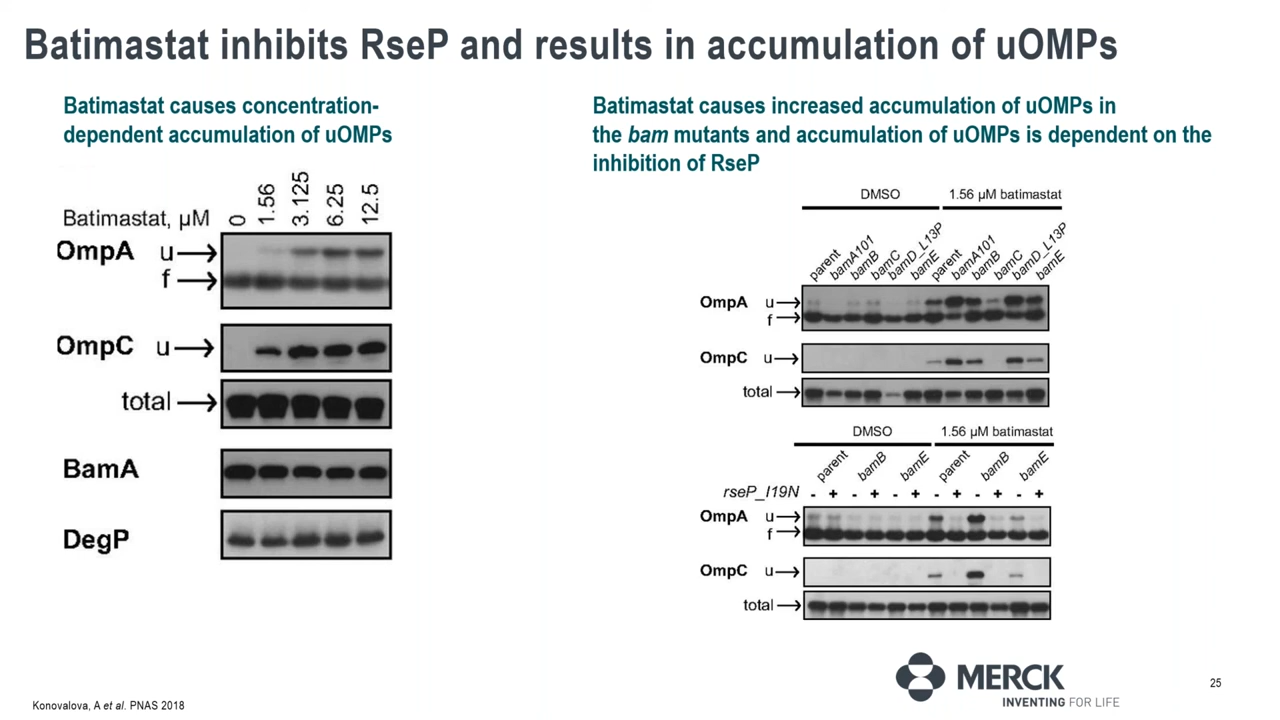 Batimastat inhibits RseP and results in accumulation of uOMPs
Batimastat causes concentration-
dependent accumulation of uOMPs
Batimastat, µM 0 1.56 3.125 6.25 12.5
OmpA u
f
OmpC u
total
BamA
DegP
Batimastat causes increased accumulation of uOMPs in
the bam mutants and accumulation of uOMPs is dependent on the
inhibition of RseP
DMSO 1.56 µM batimastat
parent bamA101 bamB bamC bamD_L13P bamE parent bamA101 bamB bamC bamD_L13P bamE
OmpA u
f
OmpC u
total
DMSO 1.56 µM batimastat
parent bamB bamE parent bamB bamE
rseP_I19N - + - + - + - + - + - +
OmpA u
f
OmpC u
total
MERCK
INVENTING FOR LIFE
25
Konovalova, A et al. PNAS 2018